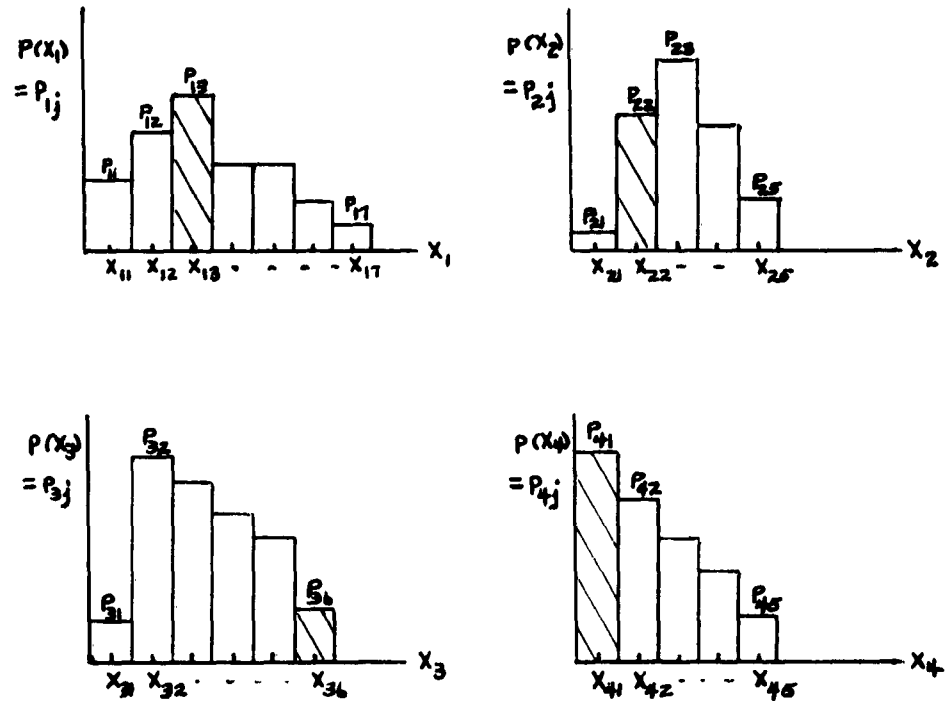 P(X₁)
= P₁ⱼ
P₁₁
P₁₂
P₁₃
P₁₇
X₁₁ X₁₂ X₁₃ - - - - X₁₇
X₁
P(X₂)
= P₂ⱼ
P₂₁
P₂₂
P₂₃
P₂₅
X₂₁ X₂₂ - - X₂₅
X₂
P(X₃)
= P₃ⱼ
P₃₁
P₃₂
P₃₆
X₃₁ X₃₂ - - - X₃₆
X₃
P(X₄)
= P₄ⱼ
P₄₁
P₄₂
P₄₅
X₄₁ X₄₂ - - X₄₅
X₄